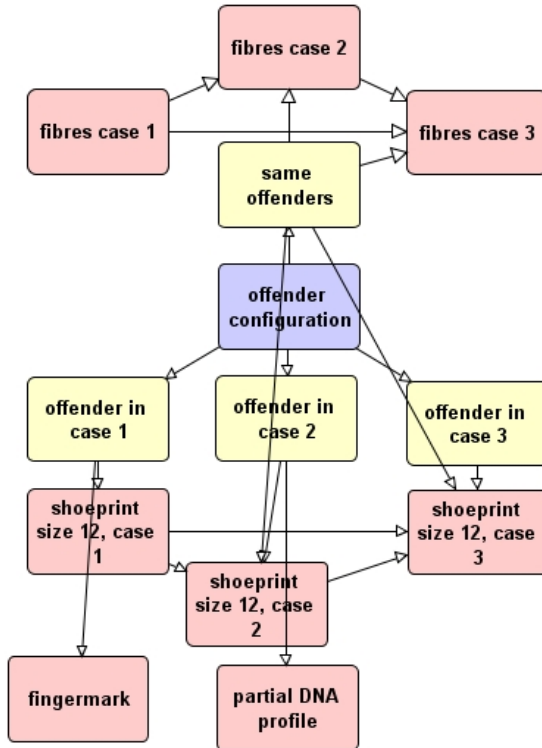 fibres case 2
fibres case 1
fibres case 3
same
offenders
offender
configuration
offender in
case 1
offender in
case 2
offender in
case 3
shoeprint
size 12, case
1
shoeprint
size 12, case
2
shoeprint
size 12, case
3
fingermark
partial DNA
profile